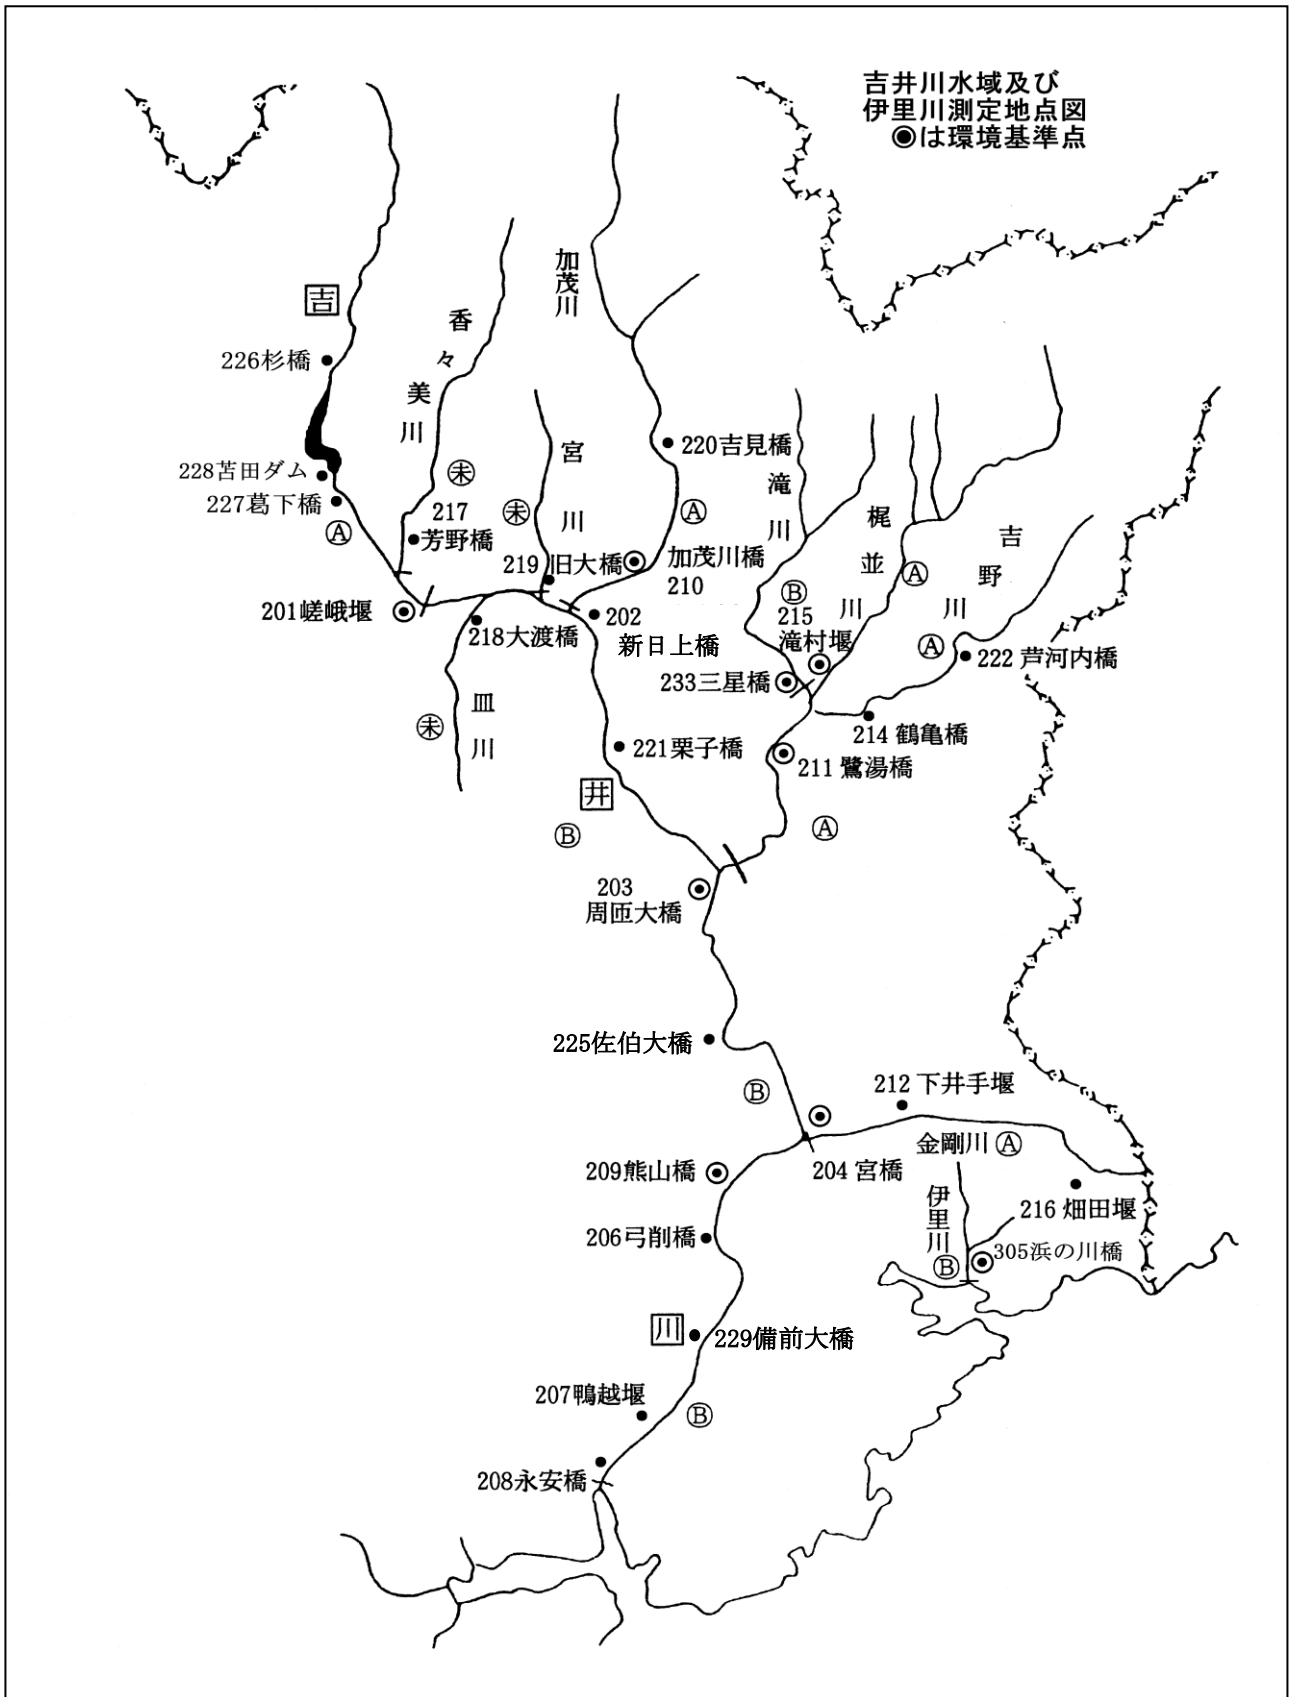 吉井川水域及び
伊里川測定地点図
◉は環境基準点
加茂川
吉
香々美川
226杉橋
宮川
220吉見橋
滝川
228苫田ダム
未
227葛下橋
217
芳野橋
未
Ⓐ
梶並川
吉野川
Ⓐ
219旧大橋
加茂川橋
210
Ⓐ
Ⓑ
215
滝村堰
201嵯峨堰
202
新日上橋
218大渡橋
Ⓐ
222 芦河内橋
233三星橋
皿川
未
214 鶴亀橋
221栗子橋
211 鷺湯橋
井
Ⓑ
Ⓐ
203
周匝大橋
225佐伯大橋
Ⓑ
212 下井手堰
金剛川 Ⓐ
209熊山橋
204 宮橋
伊里川
216 畑田堰
206弓削橋
305浜の川橋
Ⓑ
川
229備前大橋
207鴨越堰
Ⓑ
208永安橋